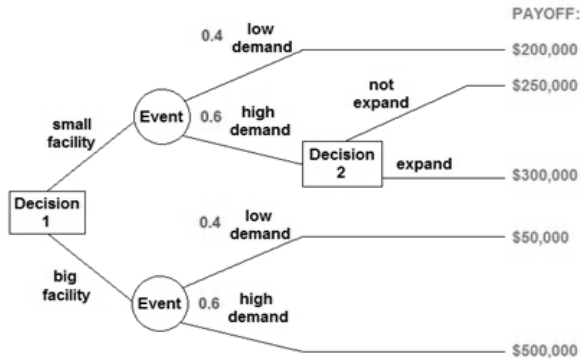 PAYOFF:
0.4 low
demand
$200,000
not
expand
$250,000
small
facility
Event
0.6 high
demand
Decision
2
expand
$300,000
Decision
1
0.4 low
demand
$50,000
big
facility
Event
0.6 high
demand
$500,000